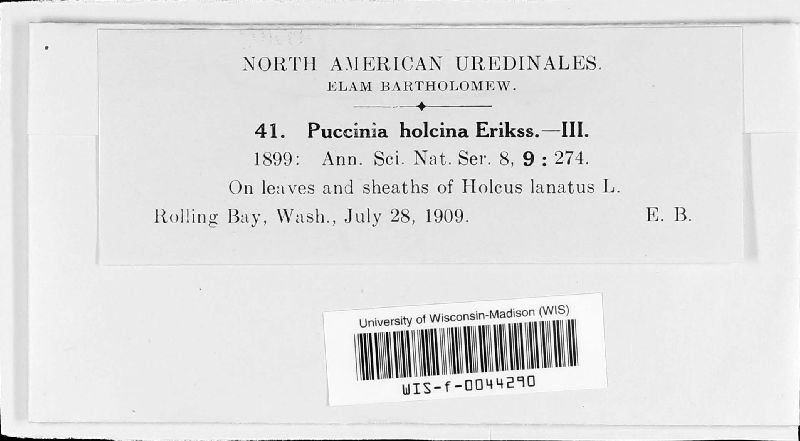 NORTH AMERICAN UREDINALES.
ELAM BARTHOLOMEW.
41. Puccinia holcina Erikss.—III.
1899: Ann. Sci. Nat. Ser. 8, 9 : 274.
On leaves and sheaths of Holcus lanatus L.
Rolling Bay, Wash., July 28, 1909. E. B.
University of Wisconsin-Madison (WIS)
WIS-f-0044290